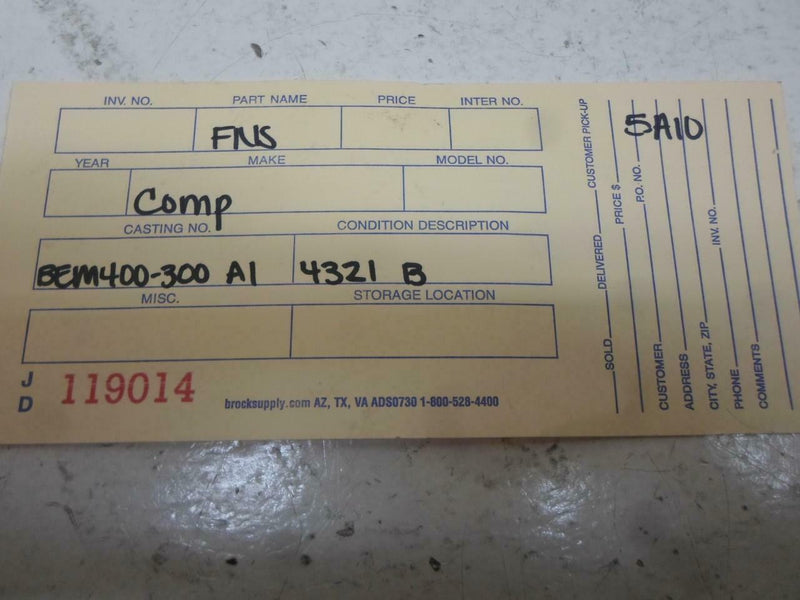 INV. NO. PART NAME PRICE INTER NO.
FNS
YEAR MAKE MODEL NO.
Comp
CASTING NO. CONDITION DESCRIPTION
BEM400-300 A1 4321 B
MISC. STORAGE LOCATION
J
D
119014
brocksupply.com AZ, TX, VA ADS0730 1-800-528-4400
SOLD DELIVERED CUSTOMER PICK-UP
PRICE $
P.O. NO.
5A10
CUSTOMER
ADDRESS
CITY, STATE, ZIP INV. NO.
PHONE
COMMENTS